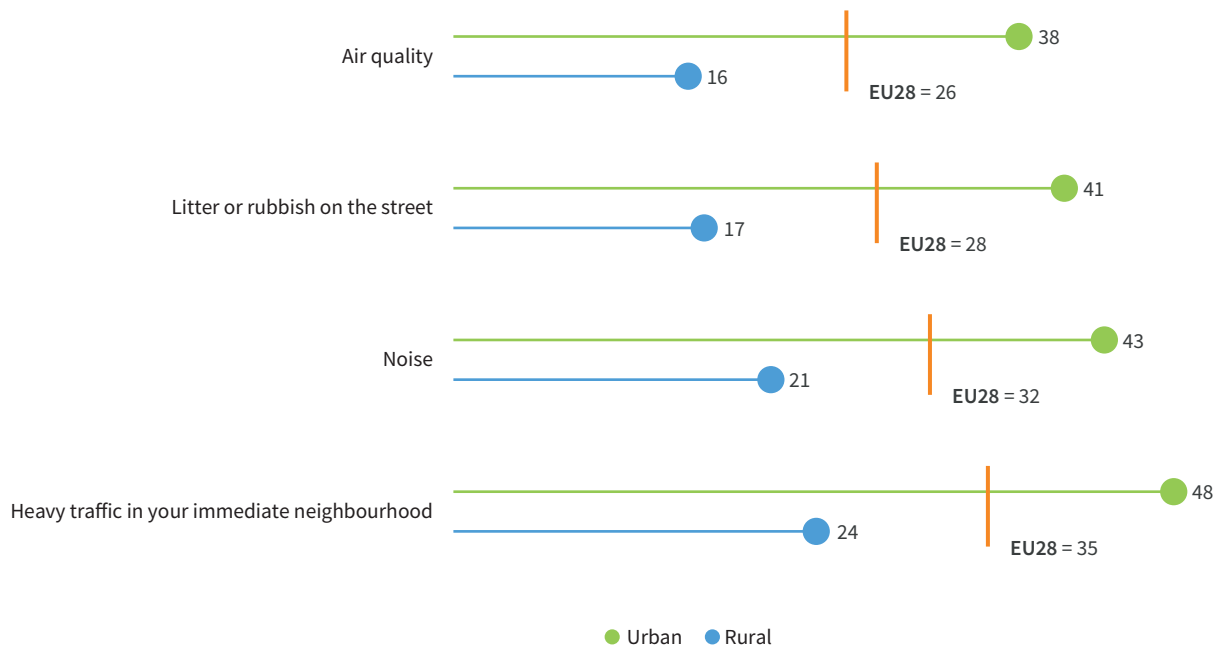 38
Air quality
16
EU28 = 26
41
Litter or rubbish on the street
17
EU28 = 28
43
Noise
21
EU28 = 32
48
Heavy traffic in your immediate neighbourhood
24
EU28 = 35
Urban Rural